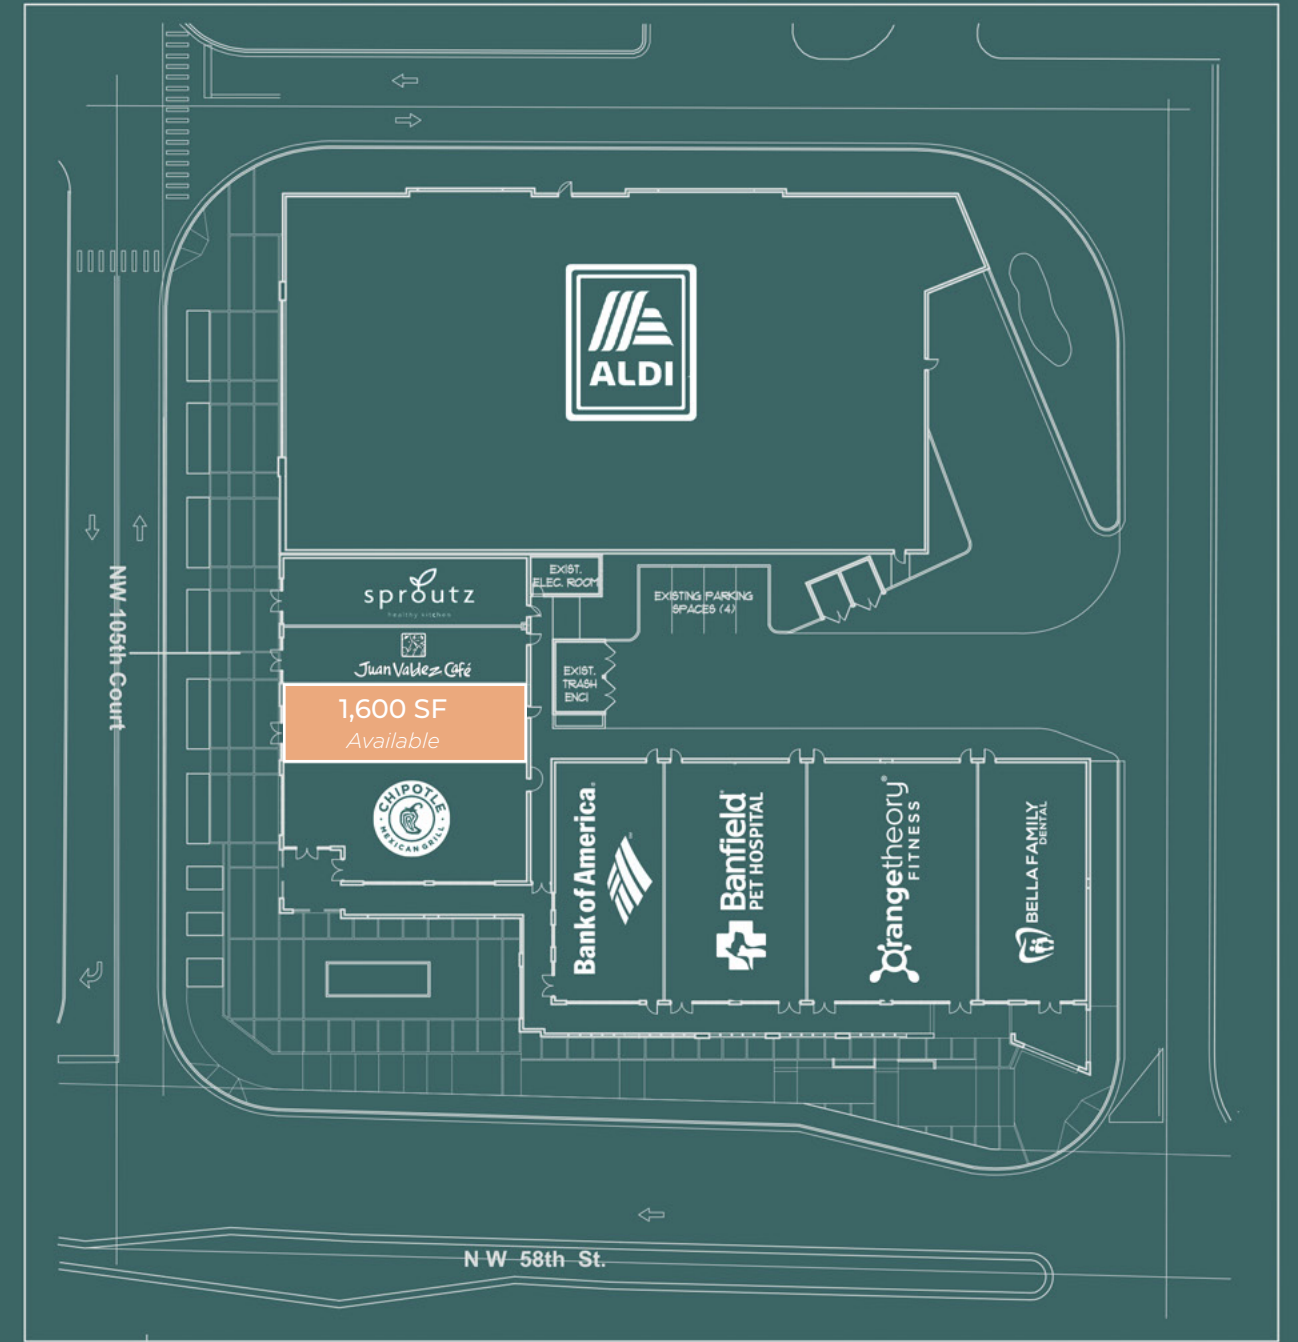 ALDI
EXIST.
ELEC. ROOM
sproutz
healthy kitchen
EXISTING PARKING
SPACES (4)
Juan Valdez Café
EXIST.
TRASH
ENCl
1,600 SF
Available
CHIPOTLE
MEXICAN GRILL
Bank of America
Banfield
PET HOSPITAL
Orangetheory®
FITNESS
BELLA FAMILY
DENTAL
NW 105th Court
NW 58th St.